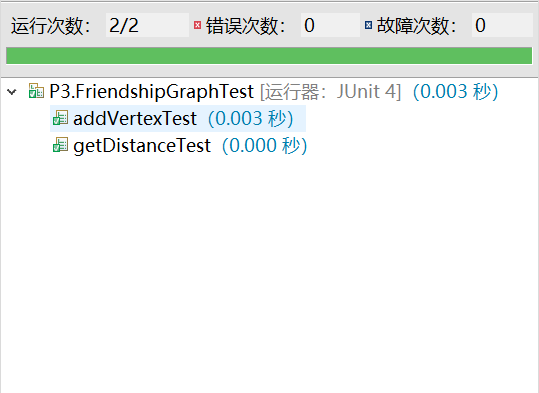 运行次数： 2/2 错误次数： 0 故障次数： 0
P3.FriendshipGraphTest [运行器：JUnit 4]（0.003 秒）
addVertexTest（0.003 秒）
getDistanceTest（0.000 秒）